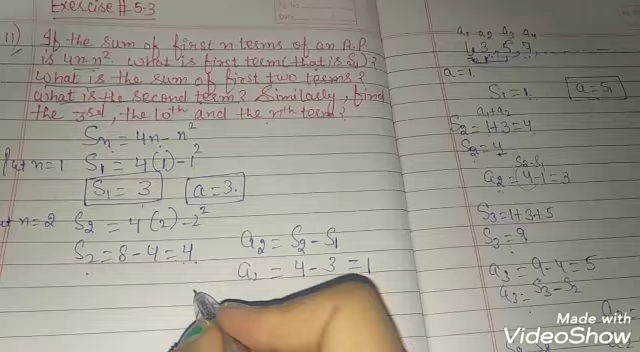 Exercise # 5.3
11) If the sum of first n terms of an A.P
is 4n-n². What is first term (that is S₁)?
What is the sum of first two terms?
What is the second term? Similarly, find
the 3rd, the 10th and the nth term?
Sn = 4n - n²
Put n=1 S₁ = 4(1) - 1²
S₁ = 3 a = 3.
n=2 S₂ = 4(2) - 2²
S₂ = 8 - 4 = 4.
a₂ = S₂ - S₁
a₂ = 4 - 3 = 1
a₁ a₂ a₃ a₄
1, 3, 5, 7, ......
a = 1.
S₁ = 1. a = S₁
a₁+a₂
S₂ = 1+3 = 4.
S₂ = 4
S₂-S₁
a₂ = 4-1 = 3
S₃ = 1+3+5
S₃ = 9
a₃ = 9-4 = 5
a₃ = S₃-S₂
Made with
VideoShow